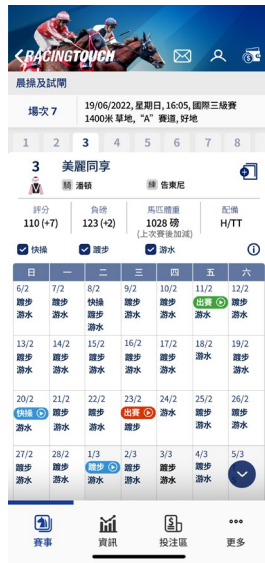 RACING TOUCH
晨操及試閘
場次 7
19/06/2022, 星期日, 16:05, 國際三級賽
1400米 草地, “A” 賽道, 好地
1 2 3 4 5 6 7 8
3 美麗同享
騎 潘頓 練 告東尼
評分 負磅 馬匹體重 配備
110 (+7) 123 (+2) 1028 磅 H/TT
(上次賽後加減)
快操 踱步 游水
日 一 二 三 四 五 六
6/2 7/2 8/2 9/2 10/2 11/2 12/2
踱步 踱步 快操 踱步 踱步 出賽 踱步
游水 游水 踱步 游水 游水 游水 游水
游水
13/2 14/2 15/2 16/2 17/2 18/2 19/2
踱步 踱步 踱步 踱步 踱步 游水 踱步
游水 游水 游水 游水 游水 游水
20/2 21/2 22/2 23/2 24/2 25/2 26/2
快操 踱步 踱步 出賽 游水 踱步 踱步
游水 游水 游水 踱步 游水 游水
27/2 28/2 1/3 2/3 3/3 4/3 5/3
踱步 踱步 踱步 踱步 踱步 踱步
游水 游水 游水 游水 游水 游水
賽事 資訊 投注區 更多